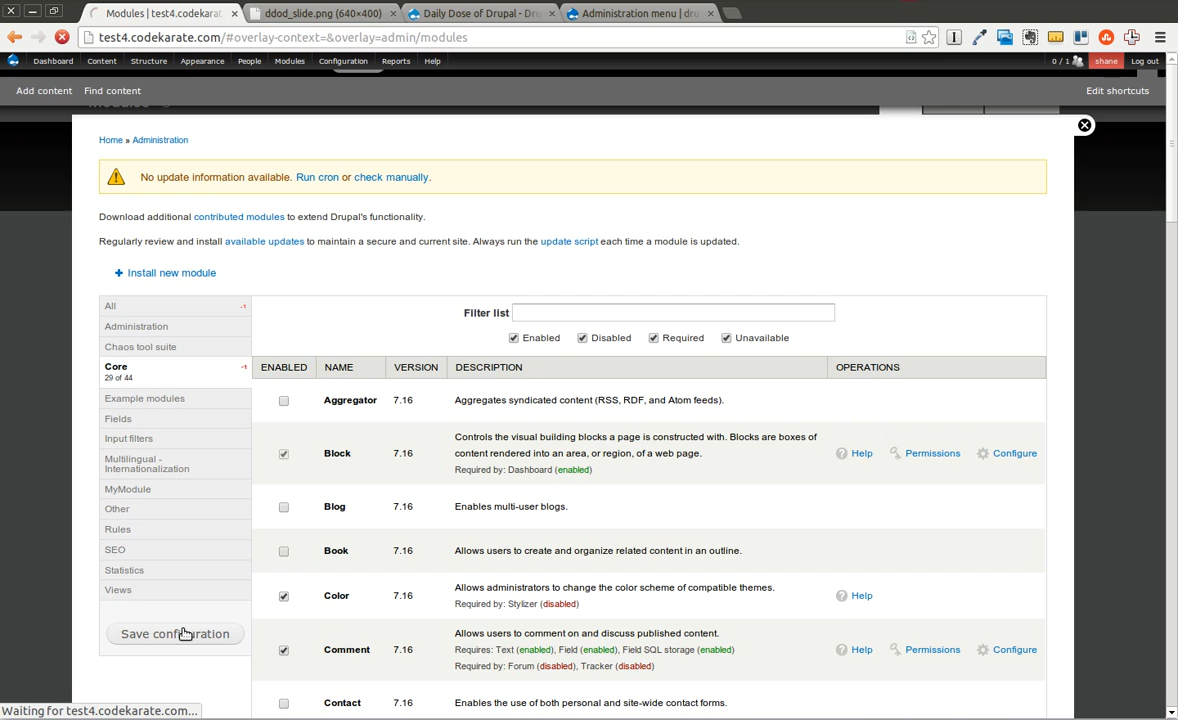 Modules | test4.codekarat
ddod_slide.png (640×400)
Daily Dose of Drupal - Dru
Administration menu | dru
test4.codekarate.com/#overlay-context=&overlay=admin/modules
Dashboard Content Structure Appearance People Modules Configuration Reports Help 0 / 1 shane Log out
Add content Find content Edit shortcuts
Home » Administration
No update information available. Run cron or check manually.
Download additional contributed modules to extend Drupal's functionality.
Regularly review and install available updates to maintain a secure and current site. Always run the update script each time a module is updated.
+ Install new module
All -1
Administration
Chaos tool suite
Core -1
29 of 44
Example modules
Fields
Input filters
Multilingual -
Internationalization
MyModule
Other
Rules
SEO
Statistics
Views
Save configuration
Filter list
Enabled Disabled Required Unavailable
ENABLED NAME VERSION DESCRIPTION OPERATIONS
Aggregator 7.16 Aggregates syndicated content (RSS, RDF, and Atom feeds).
Controls the visual building blocks a page is constructed with. Blocks are boxes of
Block 7.16 content rendered into an area, or region, of a web page. Help Permissions Configure
Required by: Dashboard (enabled)
Blog 7.16 Enables multi-user blogs.
Book 7.16 Allows users to create and organize related content in an outline.
Allows administrators to change the color scheme of compatible themes.
Color 7.16 Help
Required by: Stylizer (disabled)
Allows users to comment on and discuss published content.
Comment 7.16 Requires: Text (enabled), Field (enabled), Field SQL storage (enabled) Help Permissions Configure
Required by: Forum (disabled), Tracker (disabled)
Contact 7.16 Enables the use of both personal and site-wide contact forms.
Waiting for test4.codekarate.com...